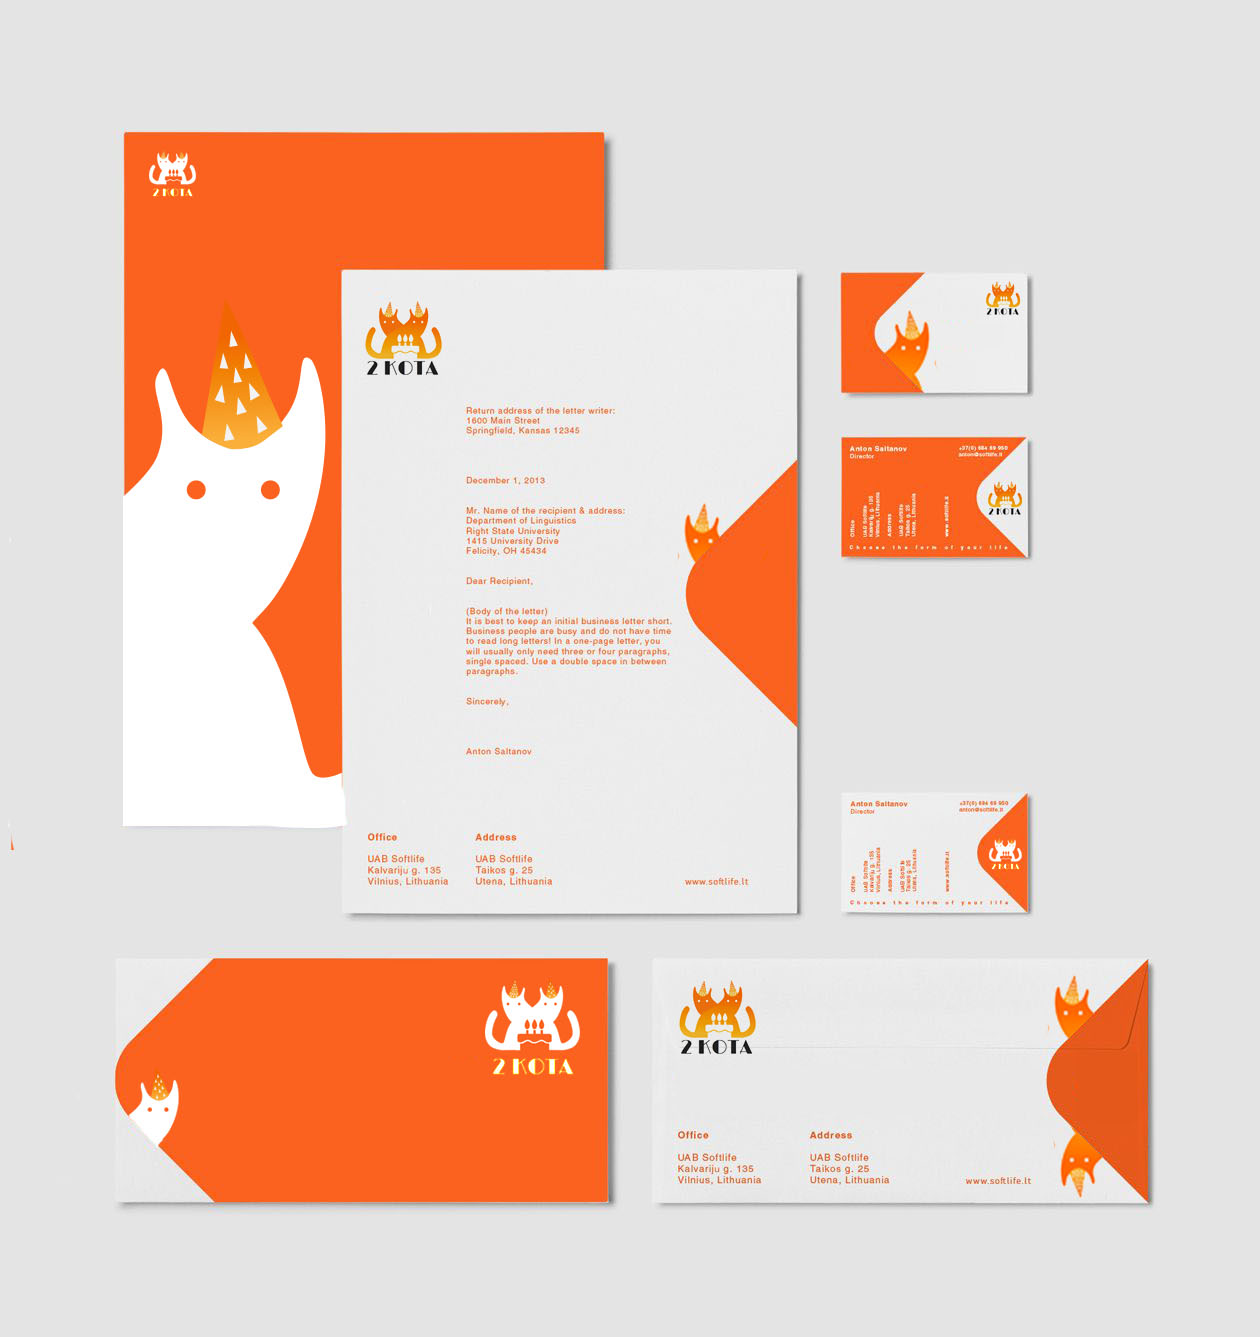 2 KOTA
2 KOTA
Return address of the letter writer:
1600 Main Street
Springfield, Kansas 12345
December 1, 2013
Mr. Name of the recipient & address:
Department of Linguistics
Right State University
1415 University Drive
Felicity, OH 45434
Dear Recipient,
(Body of the letter)
It is best to keep an initial business letter short.
Business people are busy and do not have time
to read long letters! In a one-page letter, you
will usually only need three or four paragraphs,
single spaced. Use a double space in between
paragraphs.
Sincerely,
Anton Saltanov
Office
UAB Softlife
Kalvariju g. 135
Vilnius, Lithuania
Address
UAB Softlife
Taikos g. 25
Utena, Lithuania
www.softlife.lt
2 KOTA
Anton Saltanov
Director
+37(0) 684 69 950
anton@softlife.lt
Office
UAB Softlife
Kalvariju g. 135
Vilnius, Lithuania
Address
UAB Softlife
Taikos g. 25
Utena, Lithuania
www.softlife.lt
2 KOTA
Choose the form of your life
Anton Saltanov
Director
+37(0) 684 69 950
anton@softlife.lt
Office
UAB Softlife
Kalvariju g. 135
Vilnius, Lithuania
Address
UAB Softlife
Taikos g. 25
Utena, Lithuania
www.softlife.lt
2 KOTA
Choose the form of your life
2 KOTA
2 KOTA
Office
UAB Softlife
Kalvariju g. 135
Vilnius, Lithuania
Address
UAB Softlife
Taikos g. 25
Utena, Lithuania
www.softlife.lt